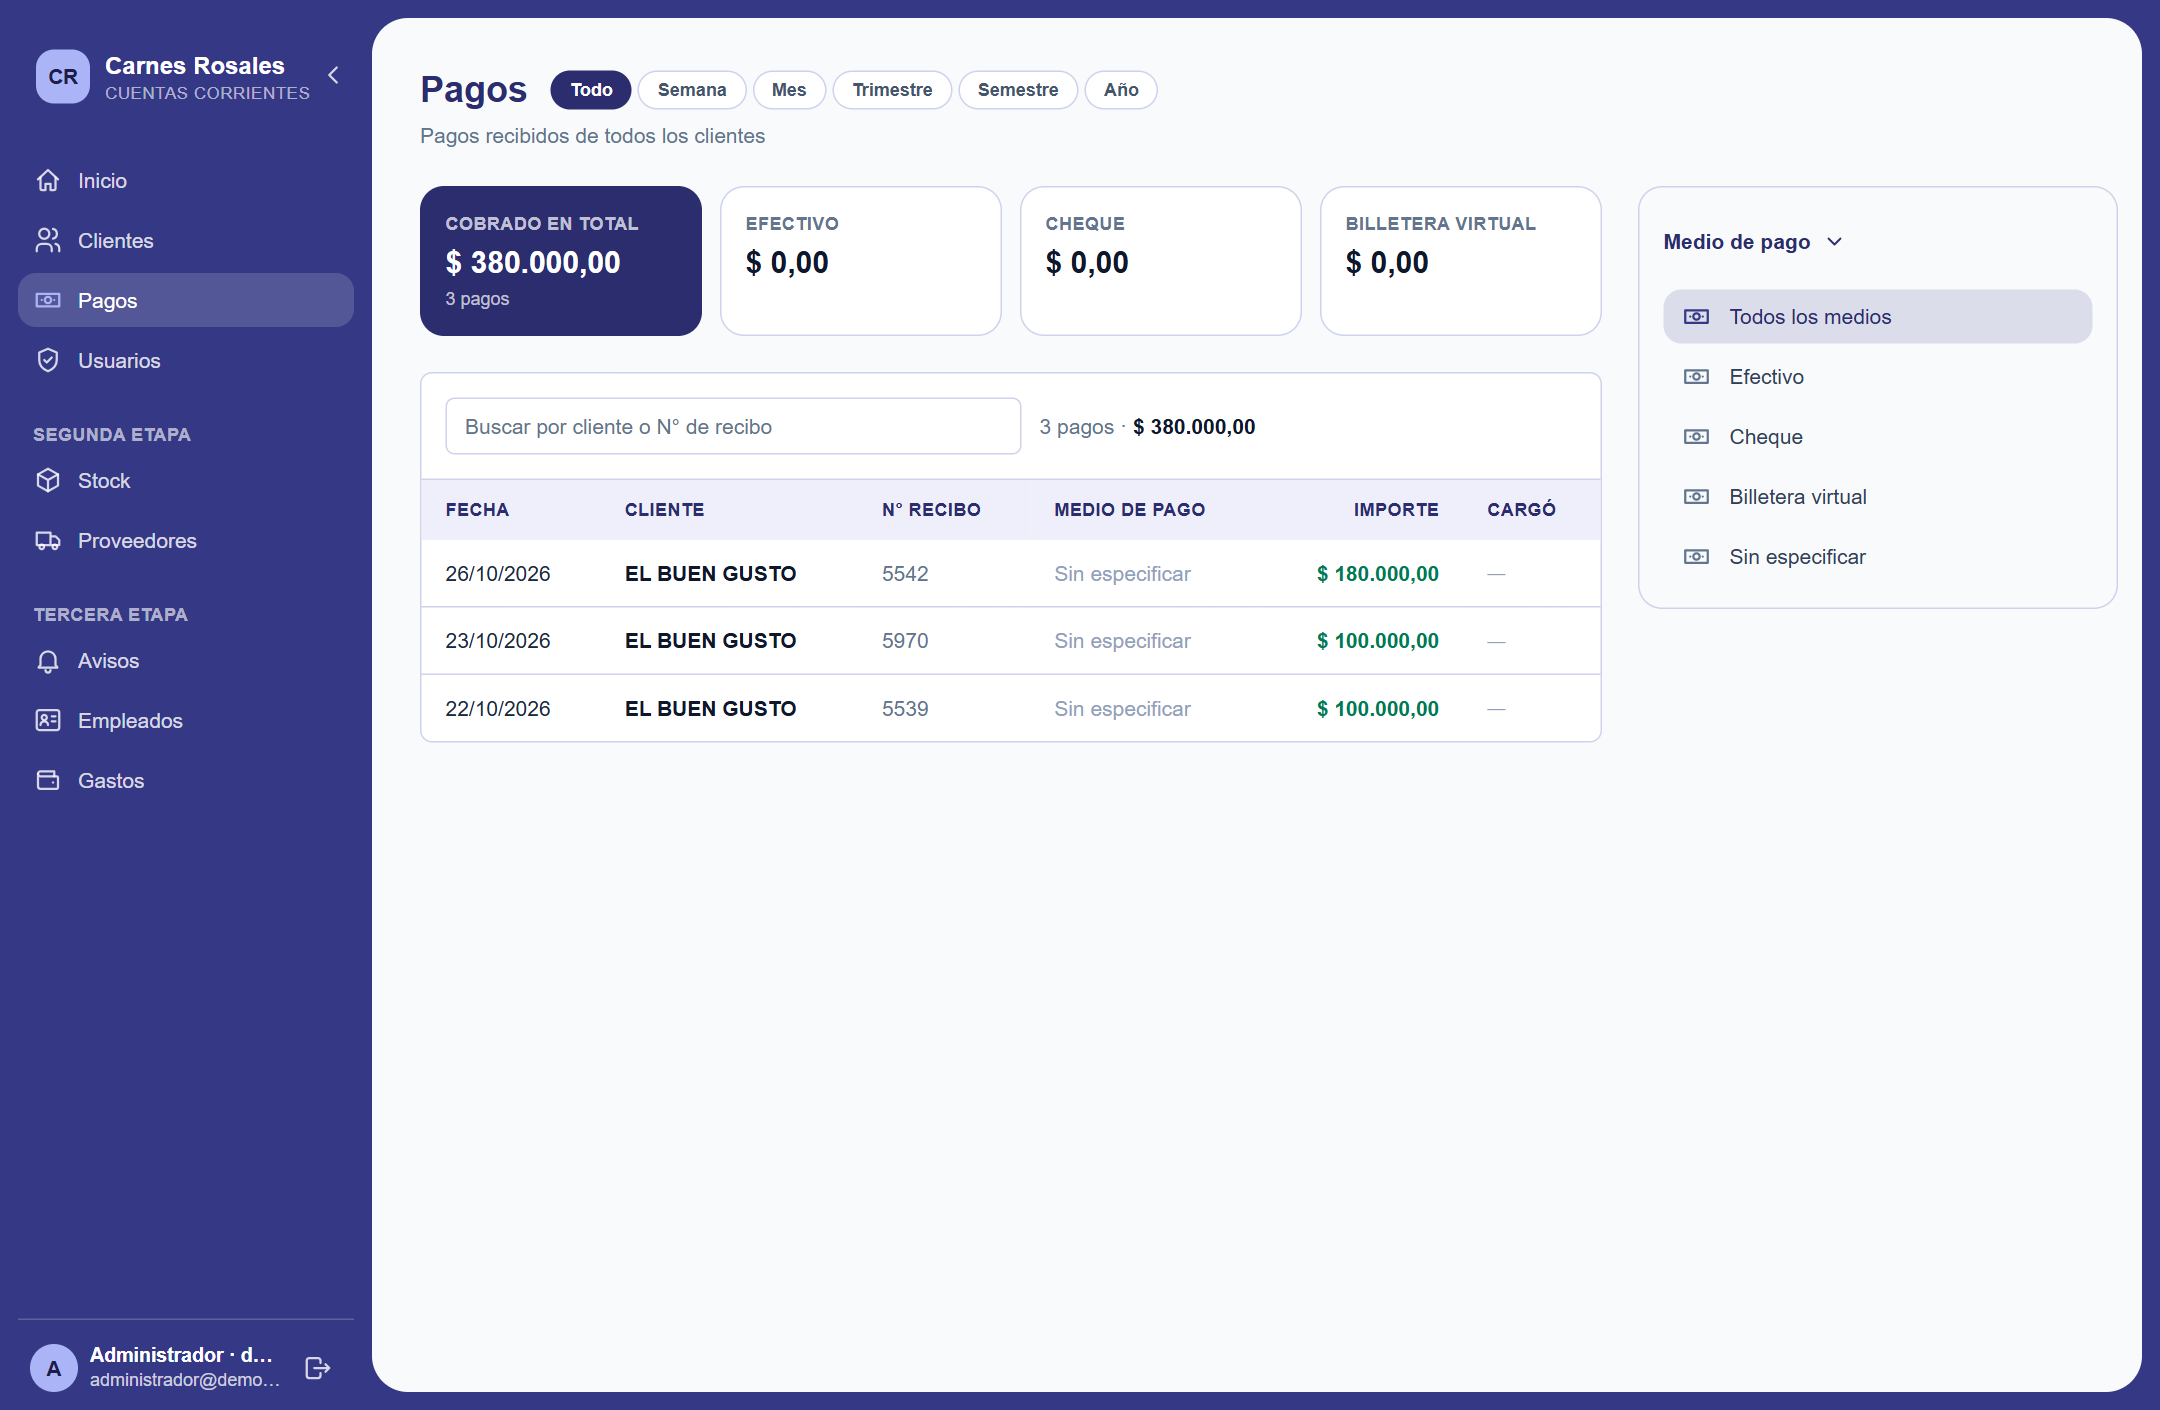 CR
Carnes Rosales
CUENTAS CORRIENTES
Inicio
Clientes
Pagos
Usuarios
SEGUNDA ETAPA
Stock
Proveedores
TERCERA ETAPA
Avisos
Empleados
Gastos
A
Administrador · d...
administrador@demo...
Pagos
Todo Semana Mes Trimestre Semestre Año
Pagos recibidos de todos los clientes
COBRADO EN TOTAL
$ 380.000,00
3 pagos
EFECTIVO
$ 0,00
CHEQUE
$ 0,00
BILLETERA VIRTUAL
$ 0,00
Buscar por cliente o N° de recibo
3 pagos · $ 380.000,00
FECHA CLIENTE N° RECIBO MEDIO DE PAGO IMPORTE CARGÓ
26/10/2026 EL BUEN GUSTO 5542 Sin especificar $ 180.000,00 —
23/10/2026 EL BUEN GUSTO 5970 Sin especificar $ 100.000,00 —
22/10/2026 EL BUEN GUSTO 5539 Sin especificar $ 100.000,00 —
Medio de pago
Todos los medios
Efectivo
Cheque
Billetera virtual
Sin especificar